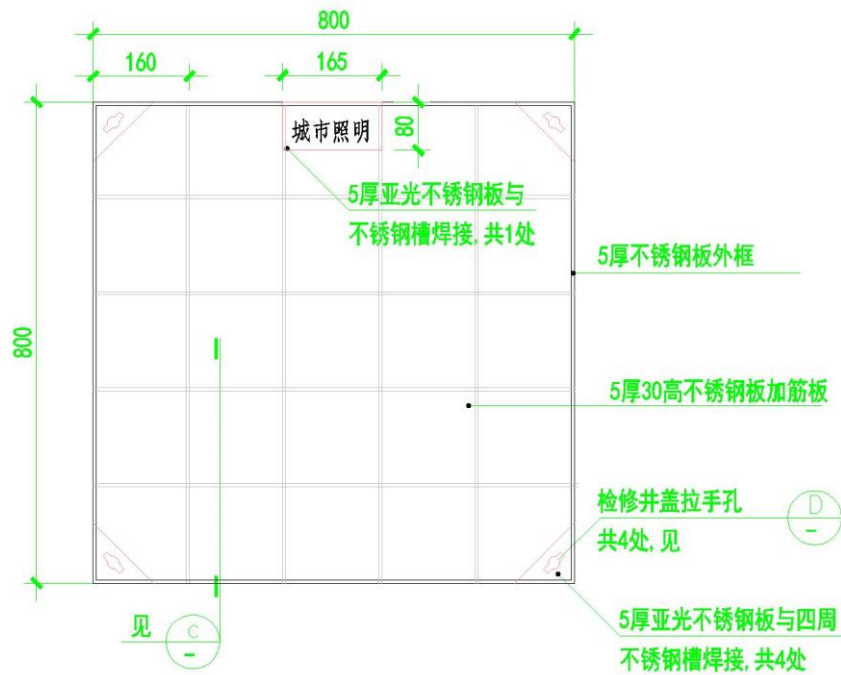 800
160
165
城市照明
80
5厚亚光不锈钢板与
不锈钢槽焊接,共1处
5厚不锈钢板外框
800
5厚30高不锈钢板加筋板
检修井盖拉手孔
共4处,见
D
-
见
C
-
5厚亚光不锈钢板与四周
不锈钢槽焊接,共4处